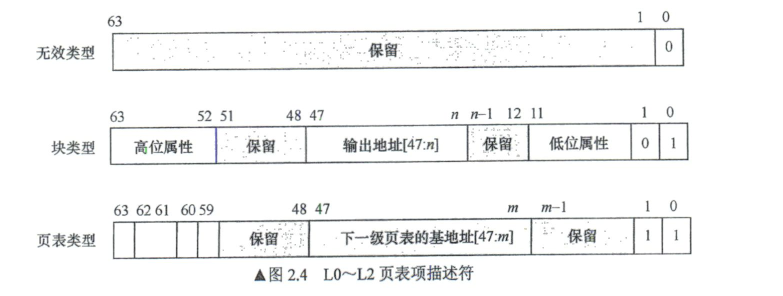 63 1 0
无效类型 保留 0
63 52 51 48 47 n n-1 12 11 1 0
块类型 高位属性 保留 输出地址[47:n] 保留 低位属性 0 1
63 62 61 60 59 48 47 m m-1 1 0
页表类型 保留 下一级页表的基地址[47:m] 保留 1 1
▲图 2.4 L0～L2 页表项描述符